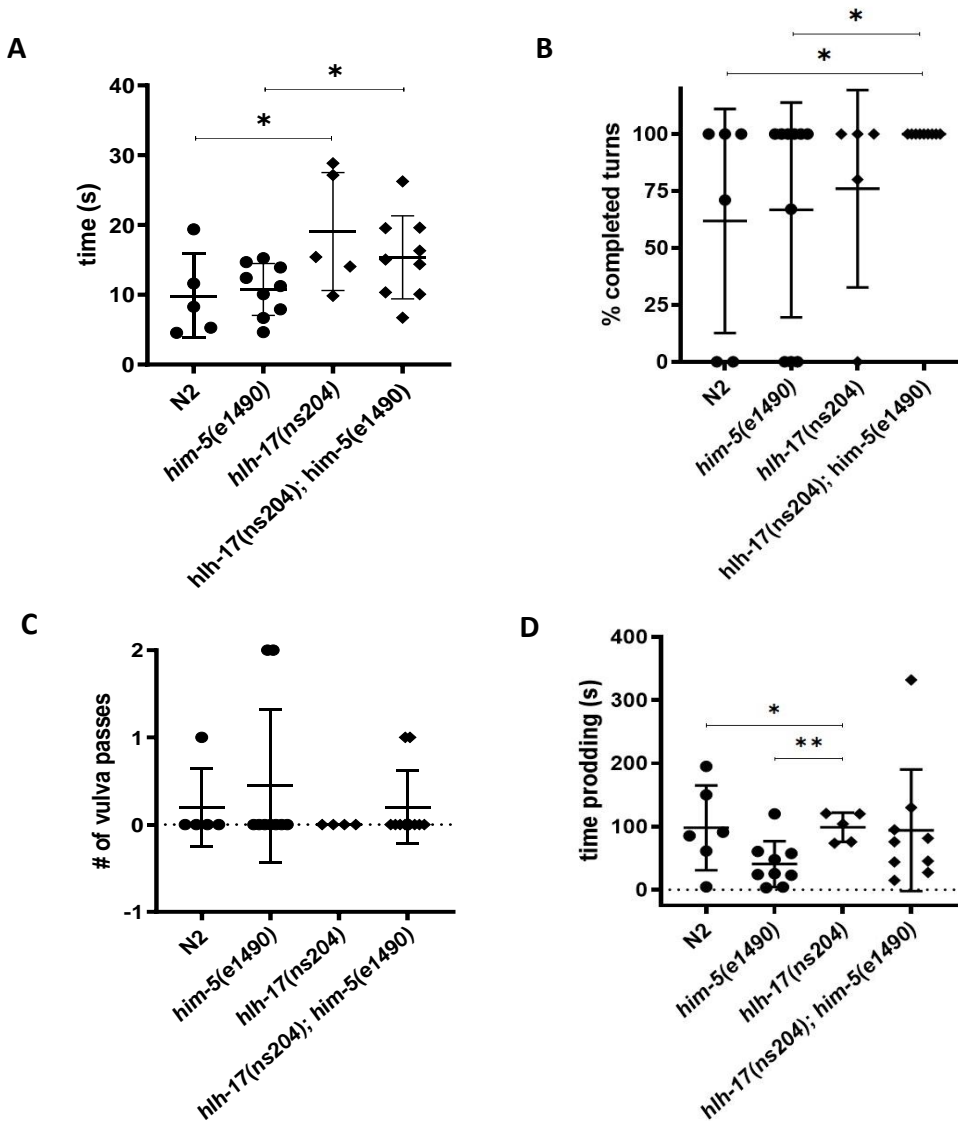 A
time (s)
40
30
20
10
0
*
*
N2
him-5(e1490)
hlh-17(ns204)
hlh-17(ns204); him-5(e1490)
B
% completed turns
100
75
50
25
0
*
*
N2
him-5(e1490)
hlh-17(ns204)
hlh-17(ns204); him-5(e1490)
C
# of vulva passes
2
1
0
-1
N2
him-5(e1490)
hlh-17(ns204)
hlh-17(ns204); him-5(e1490)
D
time prodding (s)
400
300
200
100
0
*
**
N2
him-5(e1490)
hlh-17(ns204)
hlh-17(ns204); him-5(e1490)